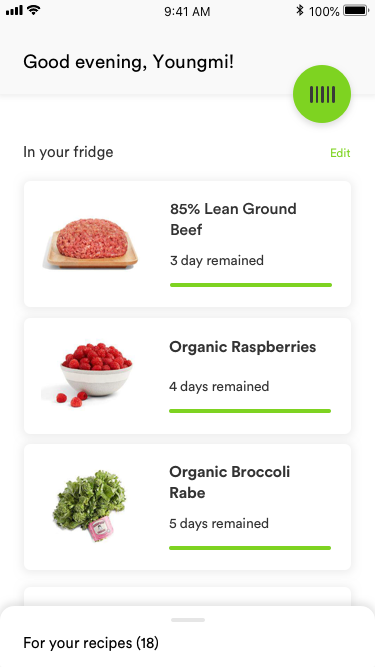 9:41 AM
100%
Good evening, Youngmi!
In your fridge
Edit
85% Lean Ground
Beef
3 day remained
Organic Raspberries
4 days remained
Organic Broccoli
Rabe
5 days remained
For your recipes (18)